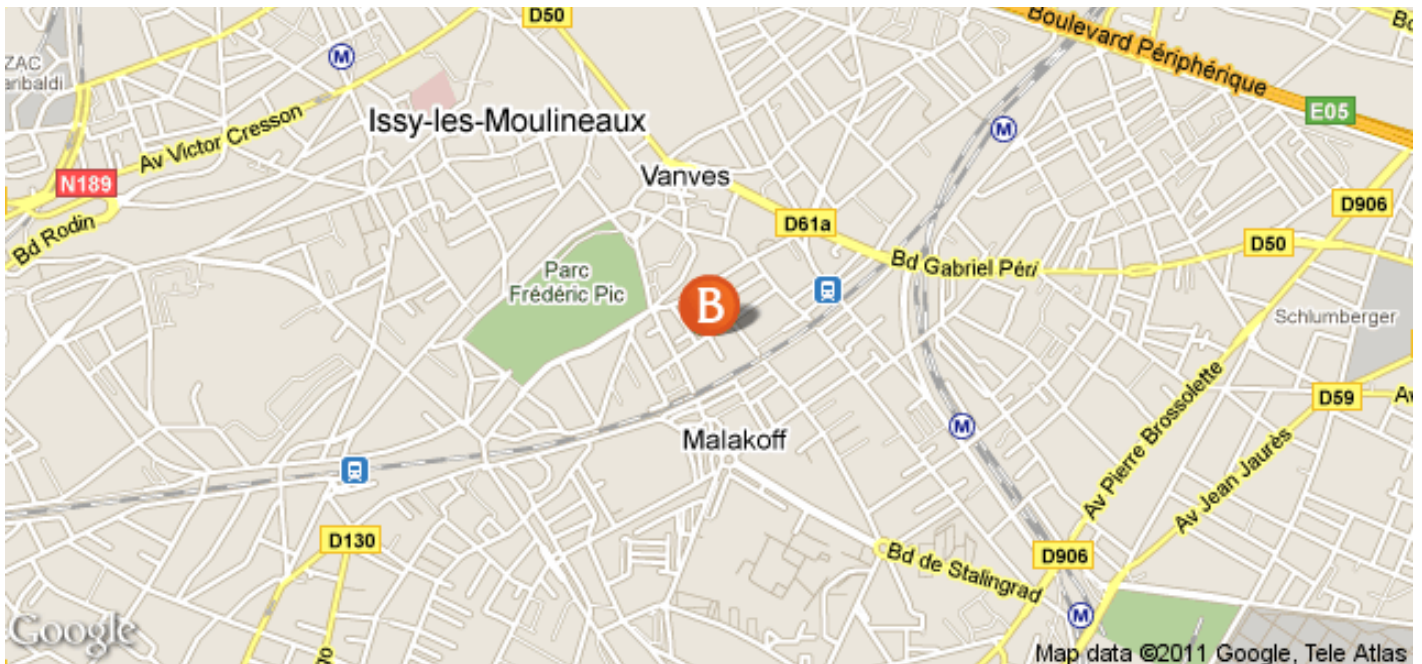 D50
Boulevard Périphérique
ZAC
aribaldi
M
E05
Issy-les-Moulineaux
M
Av Victor Cresson
N189
Vanves
D906
D61a
Bd Rodin
D50
Bd Gabriel Péri
Parc
Frédéric Pic
B
Schlumberger
D59
Av
M
Malakoff
Av Pierre Brossolette
Av Jean Jaurès
D130
D906
Bd de Stalingrad
M
Google
Map data ©2011 Google, Tele Atlas